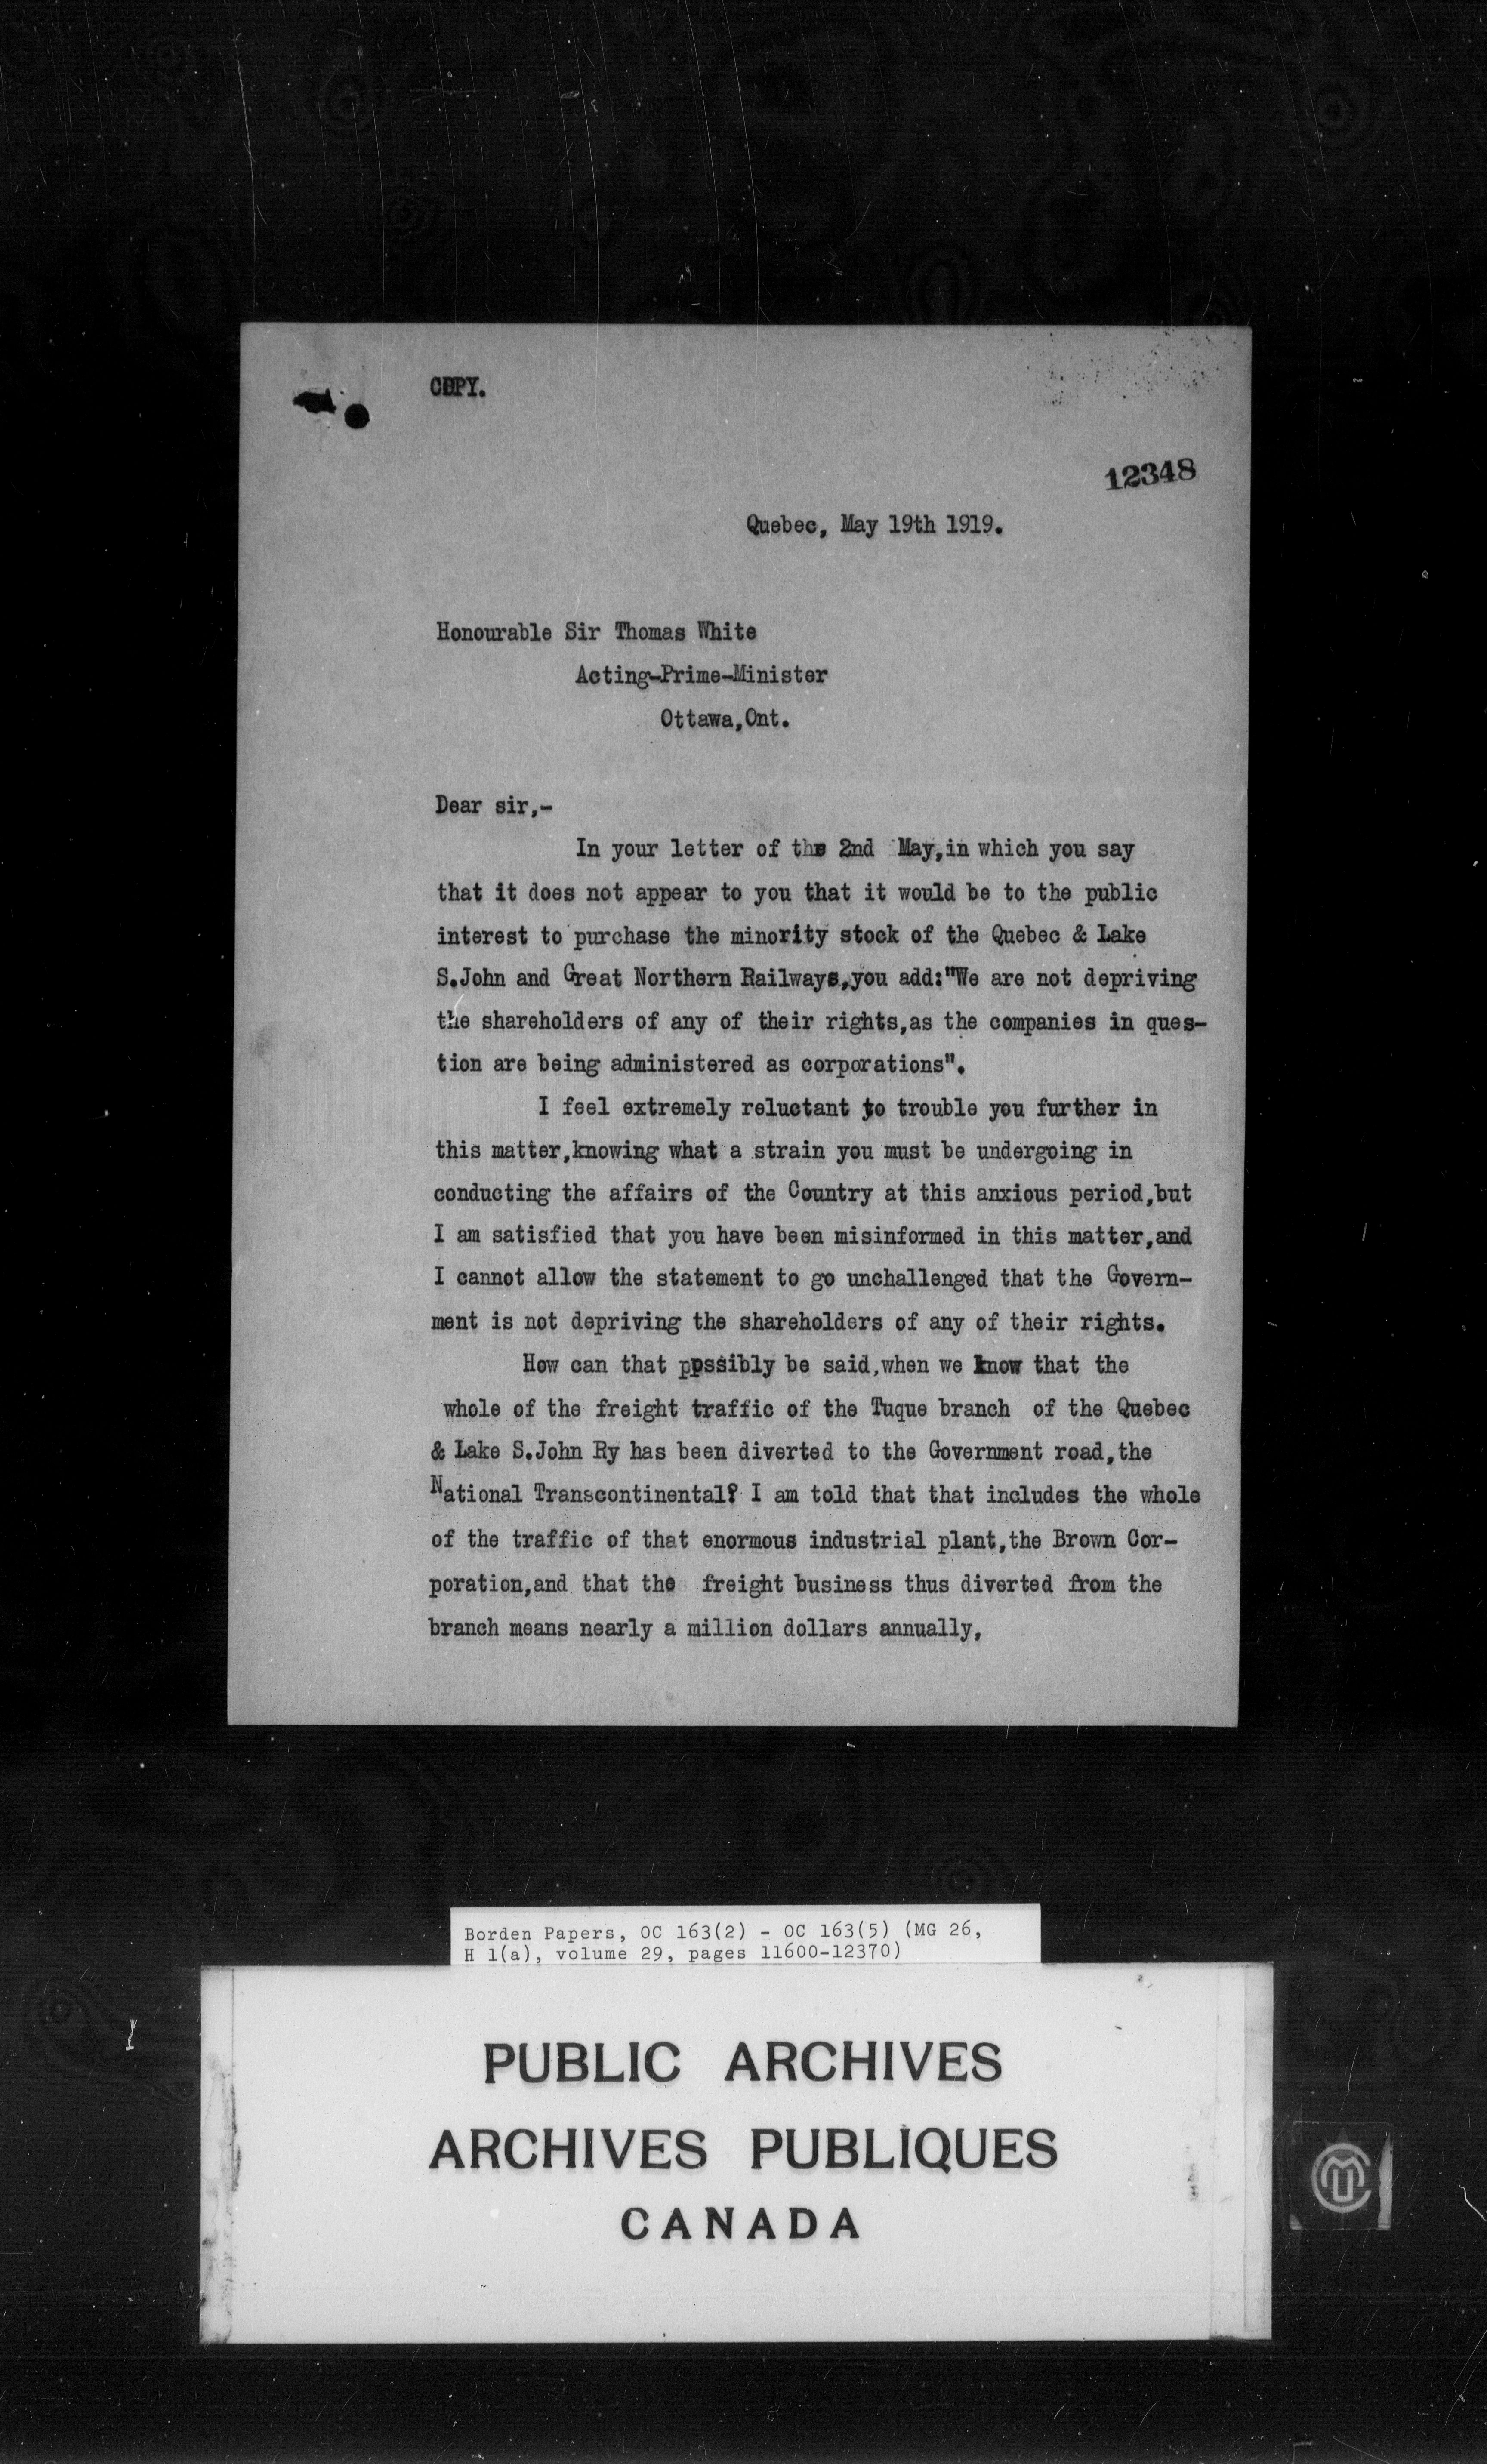 COPY.
12348
Quebec, May 19th 1919.
Honourable Sir Thomas White
Acting-Prime-Minister
Ottawa,Ont.
Dear sir,-
In your letter of the 2nd May,in which you say
that it does not appear to you that it would be to the public
interest to purchase the minority stock of the Quebec & Lake
S.John and Great Northern Railways,you add:"We are not depriving
the shareholders of any of their rights,as the companies in ques-
tion are being administered as corporations".
I feel extremely reluctant to trouble you further in
this matter,knowing what a strain you must be undergoing in
conducting the affairs of the Country at this anxious period,but
I am satisfied that you have been misinformed in this matter,and
I cannot allow the statement to go unchallenged that the Govern-
ment is not depriving the shareholders of any of their rights.
How can that ppssibly be said,when we know that the
whole of the freight traffic of the Tuque branch of the Quebec
& Lake S.John Ry has been diverted to the Government road,the
National Transcontinental? I am told that that includes the whole
of the traffic of that enormous industrial plant,the Brown Cor-
poration,and that the freight business thus diverted from the
branch means nearly a million dollars annually,
Borden Papers, OC 163(2) - OC 163(5) (MG 26,
H 1(a), volume 29, pages 11600-12370)
PUBLIC ARCHIVES
ARCHIVES PUBLIQUES
CANADA